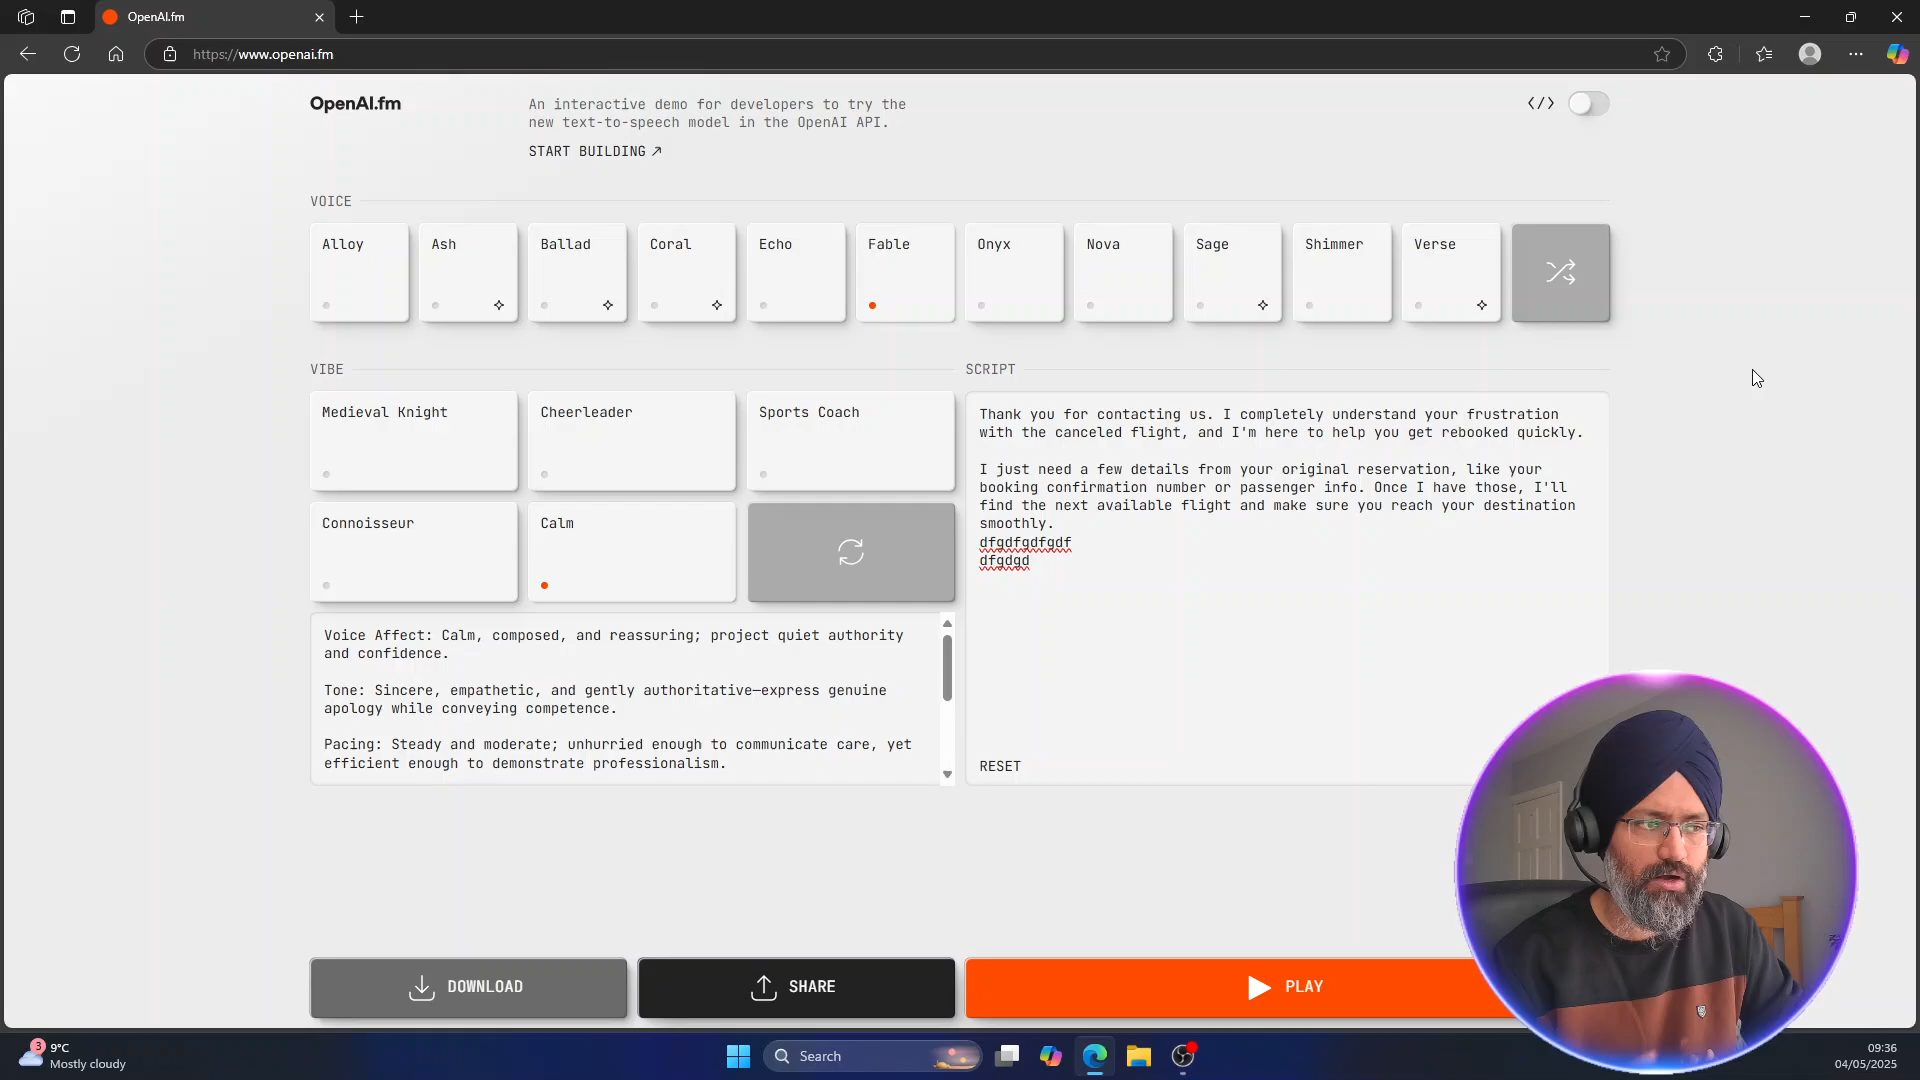 OpenAI.fm
https://www.openai.fm
OpenAI.fm
An interactive demo for developers to try the
new text-to-speech model in the OpenAI API.
START BUILDING ↗
</>
VOICE
Alloy
Ash
Ballad
Coral
Echo
Fable
Onyx
Nova
Sage
Shimmer
Verse
VIBE
Medieval Knight
Cheerleader
Sports Coach
Connoisseur
Calm
Voice Affect: Calm, composed, and reassuring; project quiet authority
and confidence.
Tone: Sincere, empathetic, and gently authoritative—express genuine
apology while conveying competence.
Pacing: Steady and moderate; unhurried enough to communicate care, yet
efficient enough to demonstrate professionalism.
SCRIPT
Thank you for contacting us. I completely understand your frustration
with the canceled flight, and I'm here to help you get rebooked quickly.
I just need a few details from your original reservation, like your
booking confirmation number or passenger info. Once I have those, I'll
find the next available flight and make sure you reach your destination
smoothly.
dfgdfgdfgdf
dfgdgd
RESET
DOWNLOAD
SHARE
PLAY
3
9°C
Mostly cloudy
Search
09:36
04/05/2025